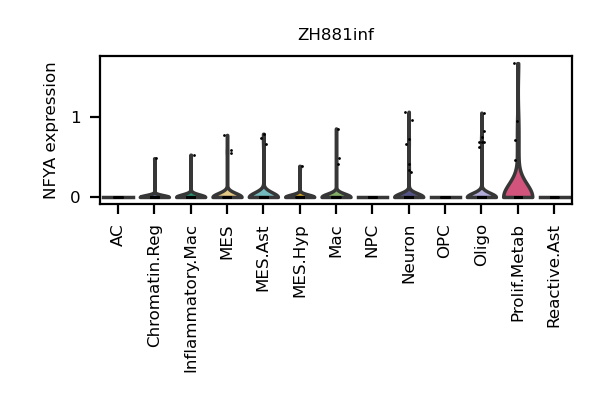 ZH881inf
NFYA expression
1
0
AC
Chromatin.Reg
Inflammatory.Mac
MES
MES.Ast
MES.Hyp
Mac
NPC
Neuron
OPC
Oligo
Prolif.Metab
Reactive.Ast